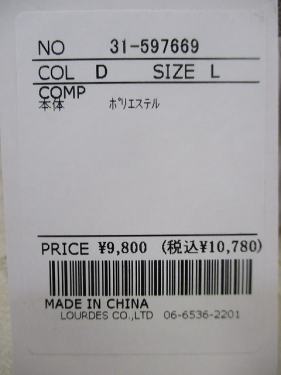 NO 31-597669
COL D SIZE L
COMP
本体 ポリエステル
PRICE ¥9,800 (税込¥10,780)
MADE IN CHINA
LOURDES CO.,LTD 06-6536-2201